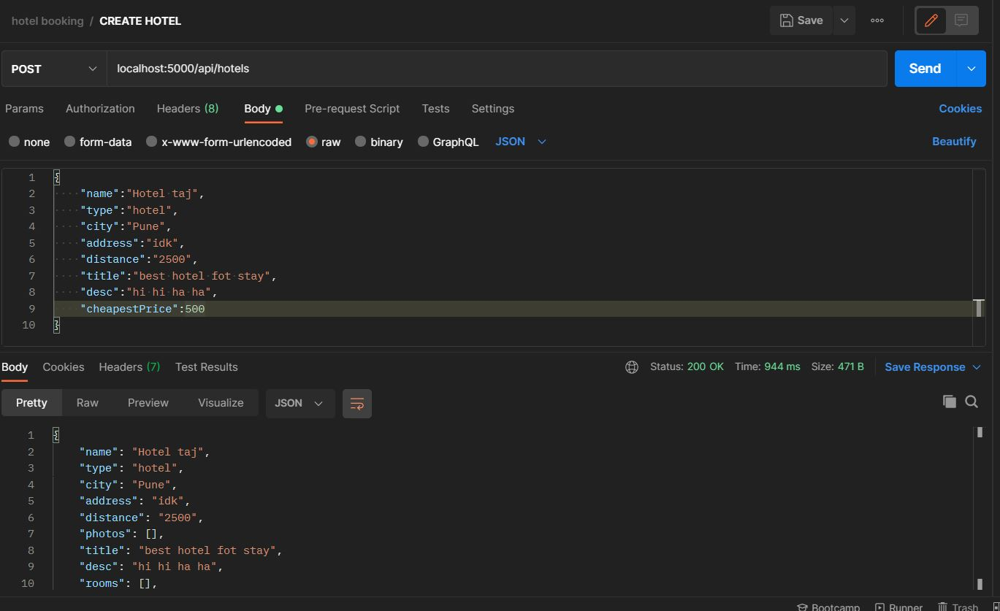 hotel booking / CREATE HOTEL
Save
POST
localhost:5000/api/hotels
Send
Params Authorization Headers (8) Body Pre-request Script Tests Settings Cookies
none form-data x-www-form-urlencoded raw binary GraphQL JSON Beautify
1 {
2 "name":"Hotel taj",
3 "type":"hotel",
4 "city":"Pune",
5 "address":"idk",
6 "distance":"2500",
7 "title":"best hotel fot stay",
8 "desc":"hi hi ha ha",
9 "cheapestPrice":500
10 }
Body Cookies Headers (7) Test Results Status: 200 OK Time: 944 ms Size: 471 B Save Response
Pretty Raw Preview Visualize JSON
1 {
2 "name": "Hotel taj",
3 "type": "hotel",
4 "city": "Pune",
5 "address": "idk",
6 "distance": "2500",
7 "photos": [],
8 "title": "best hotel fot stay",
9 "desc": "hi hi ha ha",
10 "rooms": [],
Bootcamp Runner Trash